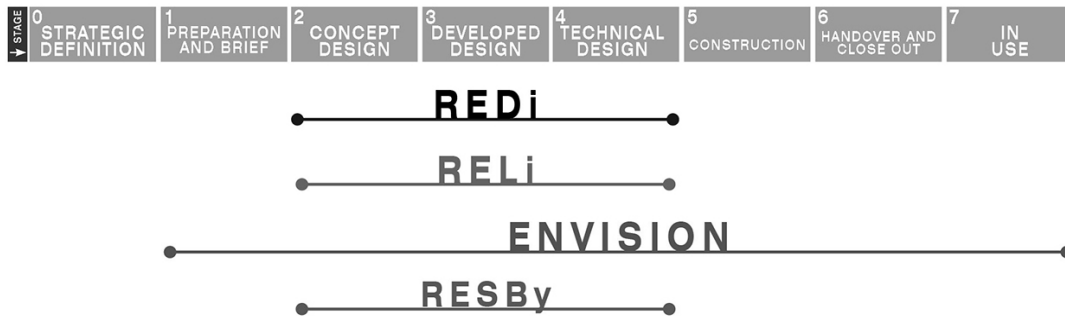 STAGE
0 STRATEGIC DEFINITION
1 PREPARATION AND BRIEF
2 CONCEPT DESIGN
3 DEVELOPED DESIGN
4 TECHNICAL DESIGN
5 CONSTRUCTION
6 HANDOVER AND CLOSE OUT
7 IN USE
REDi
RELi
ENVISION
RESBy